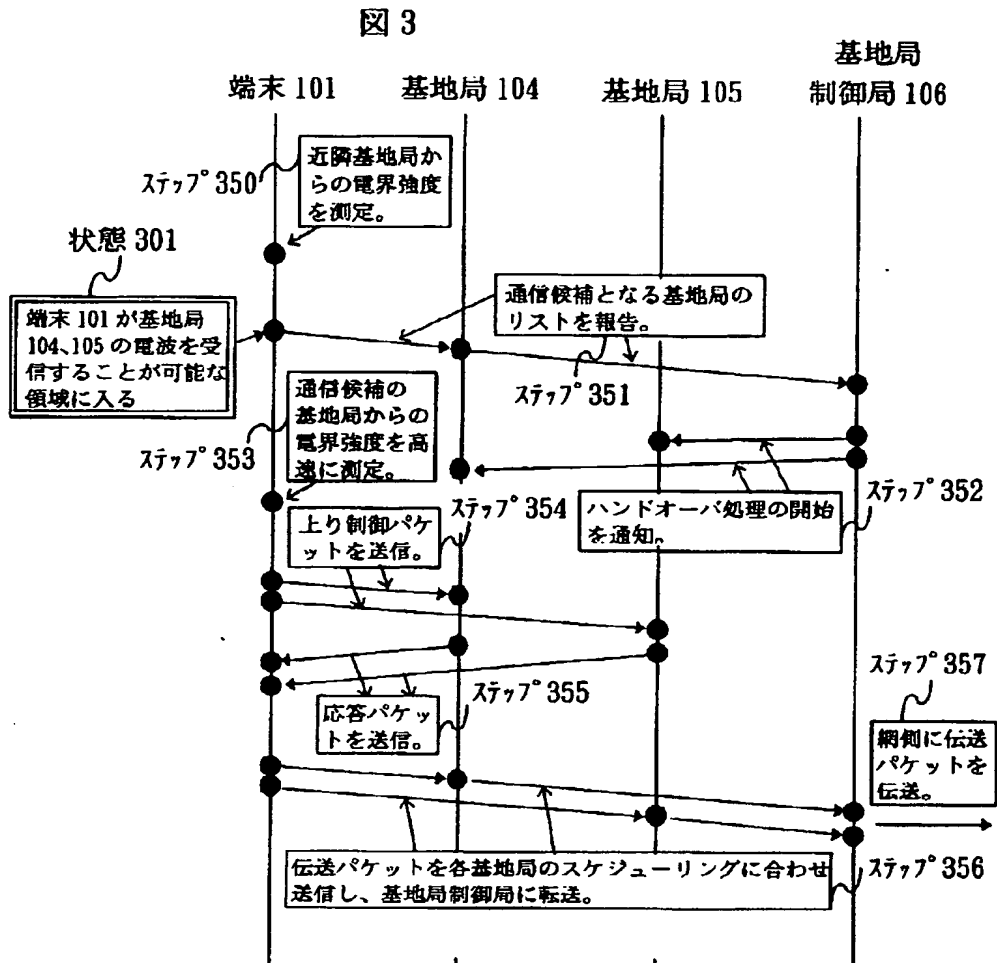 図 3
端末 101
基地局 104
基地局 105
基地局
制御局 106
近隣基地局か
らの電界強度
を測定。
ステップ 350
状態 301
端末 101 が基地局
104、105 の電波を受
信することが可能な
領域に入る
通信候補となる基地局の
リストを報告。
ステップ 351
通信候補の
基地局からの
電界強度を高
速に測定。
ステップ 353
ステップ 352
ハンドオーバ処理の開始
を通知。
ステップ 354
上り制御パケッ
トを送信。
ステップ 355
応答パケッ
トを送信。
ステップ 357
網側に伝送
パケットを
伝送。
伝送パケットを各基地局のスケジューリングに合わせ
送信し、基地局制御局に転送。
ステップ 356